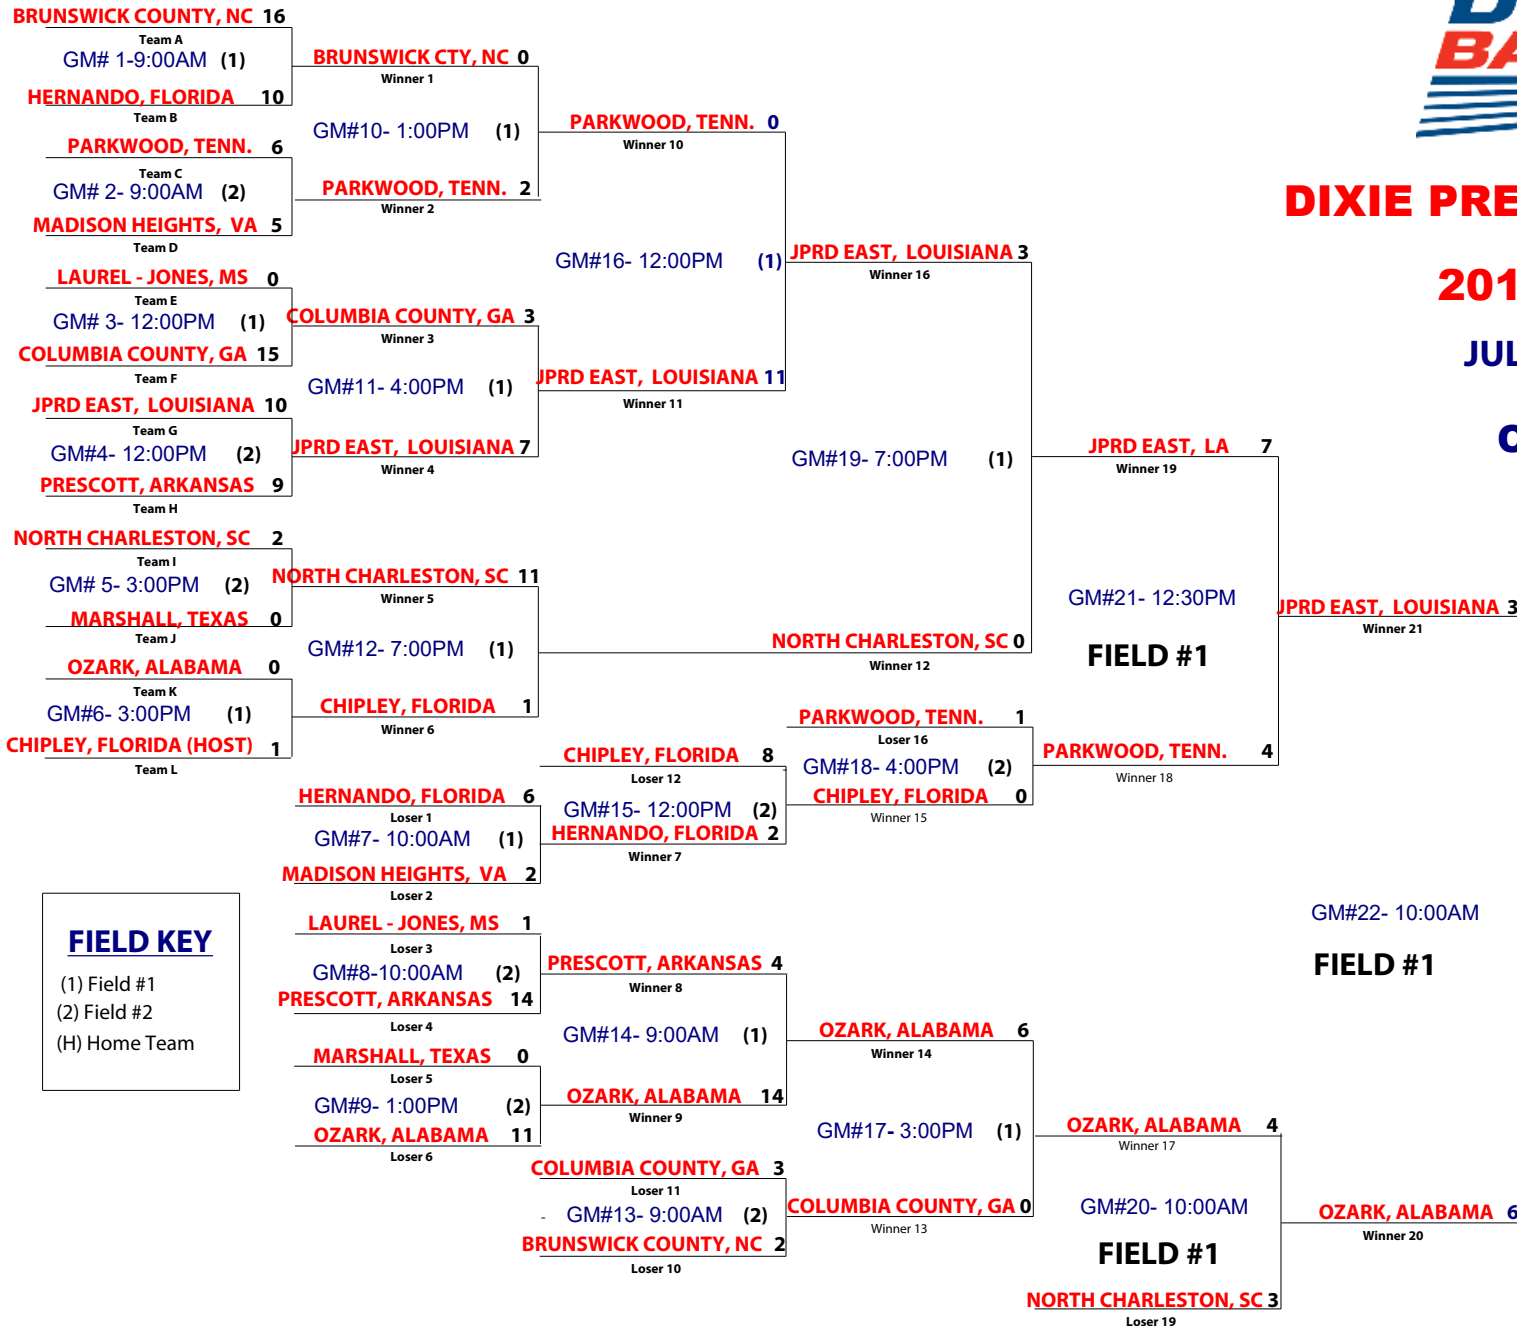 BRUNSWICK COUNTY, NC 16
Team A
GM# 1-9:00AM (1)
HERNANDO, FLORIDA 10
Team B
PARKWOOD, TENN. 6
Team C
GM# 2- 9:00AM (2)
MADISON HEIGHTS, VA 5
Team D
LAUREL - JONES, MS 0
Team E
GM# 3- 12:00PM (1)
COLUMBIA COUNTY, GA 15
Team F
JPRD EAST, LOUISIANA 10
Team G
GM#4- 12:00PM (2)
PRESCOTT, ARKANSAS 9
Team H
NORTH CHARLESTON, SC 2
Team I
GM# 5- 3:00PM (2)
MARSHALL, TEXAS 0
Team J
OZARK, ALABAMA 0
Team K
GM#6- 3:00PM (1)
CHIPLEY, FLORIDA (HOST) 1
Team L
BRUNSWICK CTY, NC 0
Winner 1
GM#10- 1:00PM (1)
PARKWOOD, TENN. 2
Winner 2
COLUMBIA COUNTY, GA 3
Winner 3
GM#11- 4:00PM (1)
JPRD EAST, LOUISIANA 7
Winner 4
NORTH CHARLESTON, SC 11
Winner 5
GM#12- 7:00PM (1)
CHIPLEY, FLORIDA 1
Winner 6
HERNANDO, FLORIDA 6
Loser 1
GM#7- 10:00AM (1)
MADISON HEIGHTS, VA 2
Loser 2
LAUREL - JONES, MS 1
Loser 3
GM#8-10:00AM (2)
PRESCOTT, ARKANSAS 14
Loser 4
MARSHALL, TEXAS 0
Loser 5
GM#9- 1:00PM (2)
OZARK, ALABAMA 11
Loser 6
PARKWOOD, TENN. 0
Winner 10
GM#16- 12:00PM (1)
JPRD EAST, LOUISIANA 11
Winner 11
CHIPLEY, FLORIDA 8
Loser 12
GM#15- 12:00PM (2)
HERNANDO, FLORIDA 2
Winner 7
PRESCOTT, ARKANSAS 4
Winner 8
GM#14- 9:00AM (1)
OZARK, ALABAMA 14
Winner 9
COLUMBIA COUNTY, GA 3
Loser 11
- GM#13- 9:00AM (2)
BRUNSWICK COUNTY, NC 2
Loser 10
JPRD EAST, LOUISIANA 3
Winner 16
GM#19- 7:00PM (1)
NORTH CHARLESTON, SC 0
Winner 12
PARKWOOD, TENN. 1
Loser 16
GM#18- 4:00PM (2)
CHIPLEY, FLORIDA 0
Winner 15
OZARK, ALABAMA 6
Winner 14
GM#17- 3:00PM (1)
COLUMBIA COUNTY, GA 0
Winner 13
JPRD EAST, LA 7
Winner 19
GM#21- 12:30PM
FIELD #1
PARKWOOD, TENN. 4
Winner 18
OZARK, ALABAMA 4
Winner 17
GM#20- 10:00AM
FIELD #1
NORTH CHARLESTON, SC 3
Loser 19
JPRD EAST, LOUISIANA 3
Winner 21
GM#22- 10:00AM
FIELD #1
OZARK, ALABAMA 6
Winner 20
DIXIE PRE
201
JUL
FIELD KEY
(1) Field #1
(2) Field #2
(H) Home Team